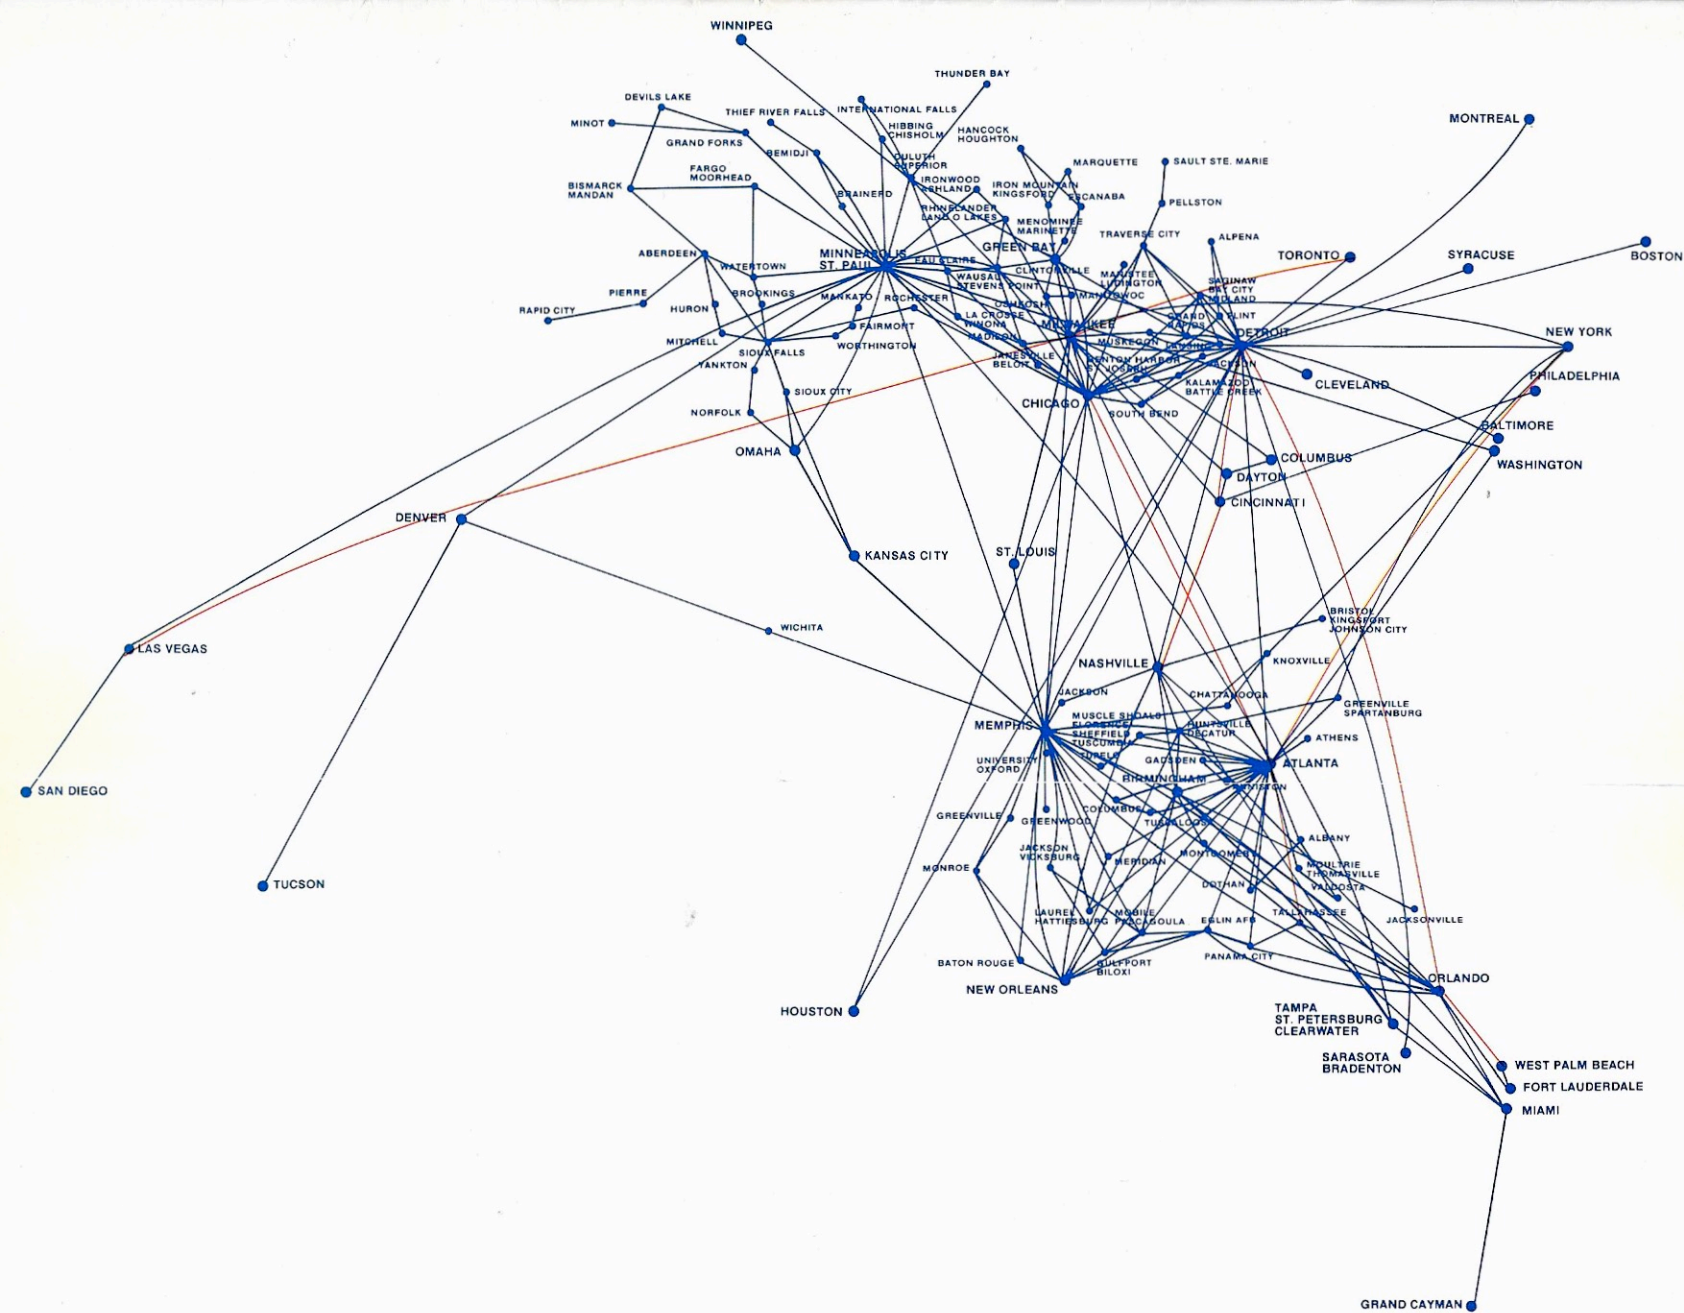 WINNIPEG
THUNDER BAY
DEVILS LAKE
THIEF RIVER FALLS
INTERNATIONAL FALLS
MINOT
GRAND FORKS
HIBBING
CHISHOLM
HANCOCK
HOUGHTON
MONTREAL
BEMIDJI
DULUTH
SUPERIOR
MARQUETTE
SAULT STE. MARIE
FARGO
MOORHEAD
BISMARCK
MANDAN
BRAINERD
IRONWOOD
ASHLAND
IRON MOUNTAIN
KINGSFORD
ESCANABA
PELLSTON
RHINELANDER
LAND O LAKES
MENOMINEE
MARINETTE
TRAVERSE CITY
ALPENA
ABERDEEN
MINNEAPOLIS
ST. PAUL
GREEN BAY
TORONTO
SYRACUSE
BOSTON
WATERTOWN
EAU CLAIRE
CLINTONVILLE
WAUSAU
STEVENS POINT
MANISTEE
LUDINGTON
SAGINAW
BAY CITY
MIDLAND
PIERRE
BROOKINGS
MANKATO
ROCHESTER
OSHKOSH
MANITOWOC
RAPID CITY
HURON
LA CROSSE
WINONA
MILWAUKEE
GRAND
RAPIDS
FLINT
FAIRMONT
MITCHELL
WORTHINGTON
MADISON
MUSKEGON
LANSING
DETROIT
NEW YORK
SIOUX FALLS
JANESVILLE
BELOIT
BENTON HARBOR
ST. JOSEPH
JACKSON
YANKTON
KALAMAZOO
BATTLE CREEK
CLEVELAND
PHILADELPHIA
SIOUX CITY
CHICAGO
SOUTH BEND
NORFOLK
BALTIMORE
OMAHA
COLUMBUS
WASHINGTON
DAYTON
CINCINNATI
DENVER
KANSAS CITY
ST. LOUIS
WICHITA
BRISTOL
KINGSPORT
JOHNSON CITY
LAS VEGAS
NASHVILLE
KNOXVILLE
JACKSON
CHATTANOOGA
GREENVILLE
SPARTANBURG
MEMPHIS
MUSCLE SHOALS
FLORENCE
SHEFFIELD
TUSCUMBIA
HUNTSVILLE
DECATUR
ATHENS
UNIVERSITY
OXFORD
TUPELO
GADSDEN
ATLANTA
BIRMINGHAM
ANNISTON
SAN DIEGO
COLUMBUS
GREENVILLE
GREENWOOD
TUSCALOOSA
ALBANY
JACKSON
VICKSBURG
MERIDIAN
MONTGOMERY
MONROE
MOULTRIE
THOMASVILLE
TUCSON
DOTHAN
VALDOSTA
LAUREL
HATTIESBURG
MOBILE
PASCAGOULA
EGLIN AFB
TALLAHASSEE
JACKSONVILLE
BATON ROUGE
GULFPORT
BILOXI
PANAMA CITY
NEW ORLEANS
ORLANDO
HOUSTON
TAMPA
ST. PETERSBURG
CLEARWATER
SARASOTA
BRADENTON
WEST PALM BEACH
FORT LAUDERDALE
MIAMI
GRAND CAYMAN